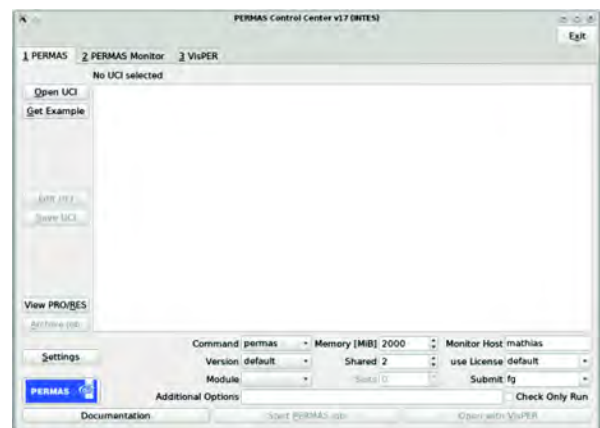 PERMAS Control Center v17 (INTES)
Exit
1 PERMAS 2 PERMAS Monitor 3 VisPER
No UCI selected
Open UCI
Get Example
Edit UCI
Save UCI
View PRO/RES
Archive Job
Settings
Command permas Memory [MiB] 2000 Monitor Host mathias
Version default Shared 2 use License default
Module 0 Submit fg
PERMAS
Additional Options Check Only Run
Documentation Start PERMAS Job Open with VisPER